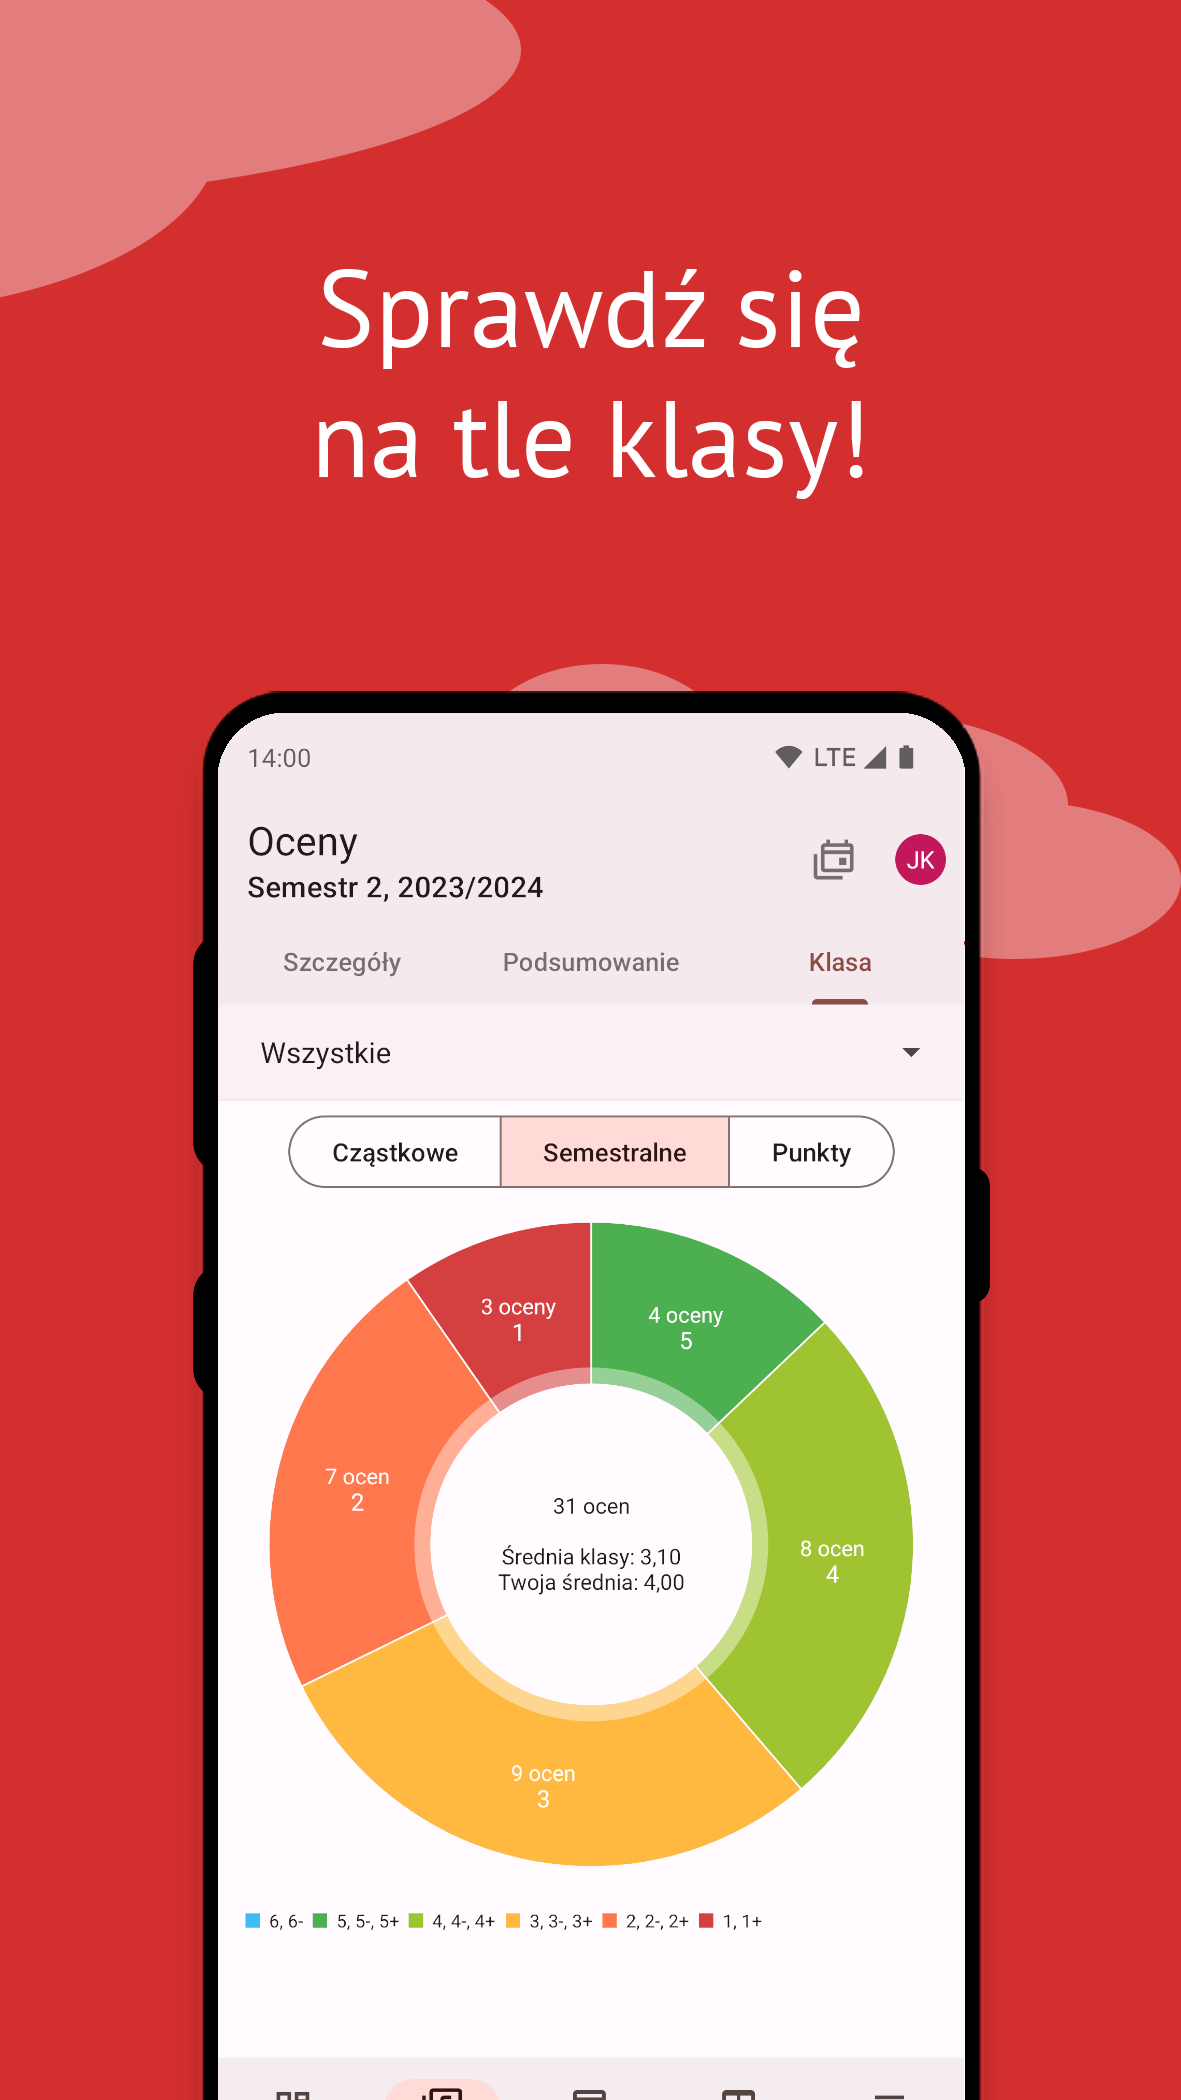 Sprawdź się
na tle klasy!
14:00
LTE
Oceny
JK
Semestr 2, 2023/2024
Szczegóły
Podsumowanie
Klasa
Wszystkie
Cząstkowe
Semestralne
Punkty
3 oceny
1
4 oceny
5
7 ocen
2
31 ocen
Średnia klasy: 3,10
Twoja średnia: 4,00
8 ocen
4
9 ocen
3
6, 6- 5, 5-, 5+ 4, 4-, 4+ 3, 3-, 3+ 2, 2-, 2+ 1, 1+